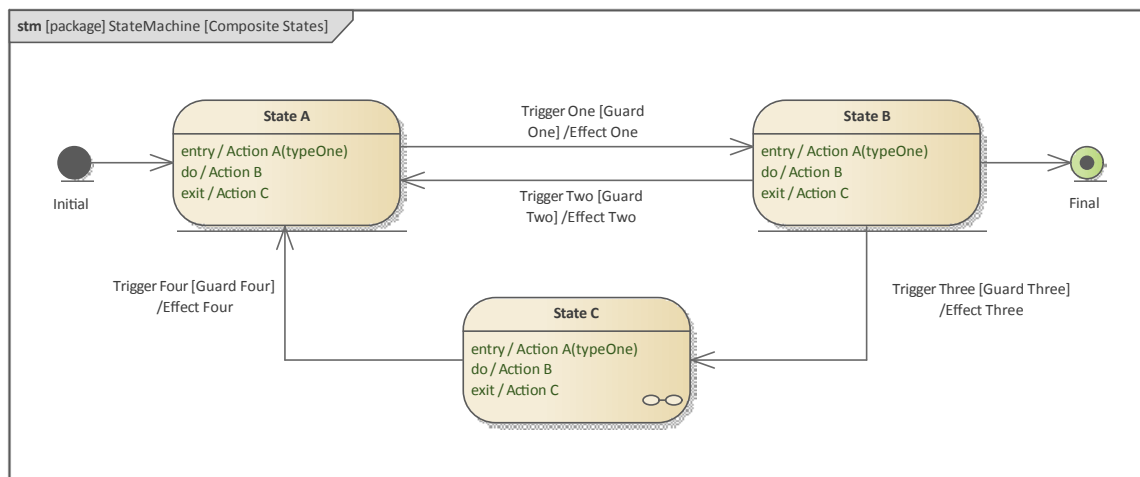 stm [package] StateMachine [Composite States]
Trigger One [Guard
One] /Effect One
State A
entry / Action A(typeOne)
do / Action B
exit / Action C
State B
entry / Action A(typeOne)
do / Action B
exit / Action C
Trigger Two [Guard
Two] /Effect Two
Initial
Final
Trigger Four [Guard Four]
/Effect Four
Trigger Three [Guard Three]
/Effect Three
State C
entry / Action A(typeOne)
do / Action B
exit / Action C